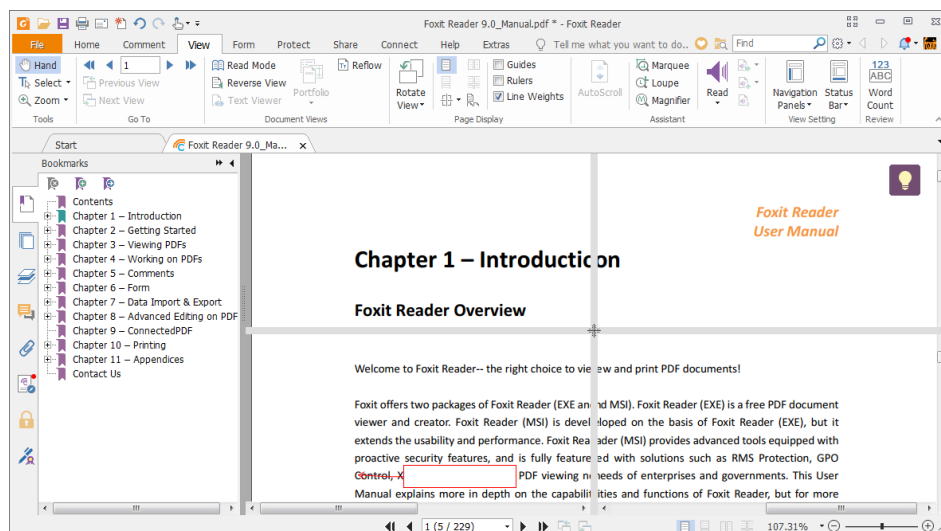 Foxit Reader 9.0_Manual.pdf * - Foxit Reader
File Home Comment View Form Protect Share Connect Help Extras Tell me what you want to do.. Find
Hand 1 Read Mode Reflow Guides Marquee 123
Select Previous View Reverse View Portfolio Rotate View Rulers AutoScroll Loupe Read Navigation Panels Status Bar ABC Word Count
Zoom Next View Text Viewer Line Weights Magnifier
Tools Go To Document Views Page Display Assistant View Setting Review
Start Foxit Reader 9.0_Ma... x
Bookmarks
Contents
Chapter 1 – Introduction
Chapter 2 – Getting Started
Chapter 3 – Viewing PDFs
Chapter 4 – Working on PDFs
Chapter 5 – Comments
Chapter 6 – Form
Chapter 7 – Data Import & Export
Chapter 8 – Advanced Editing on PDF
Chapter 9 – ConnectedPDF
Chapter 10 – Printing
Chapter 11 – Appendices
Contact Us
Foxit Reader
User Manual
Chapter 1 – Introduction
Foxit Reader Overview
Welcome to Foxit Reader-- the right choice to view and print PDF documents!
Foxit offers two packages of Foxit Reader (EXE and MSI). Foxit Reader (EXE) is a free PDF document
viewer and creator. Foxit Reader (MSI) is developed on the basis of Foxit Reader (EXE), but it
extends the usability and performance. Foxit Reader (MSI) provides advanced tools equipped with
proactive security features, and is fully featured with solutions such as RMS Protection, GPO
Control, X PDF viewing needs of enterprises and governments. This User
Manual explains more in depth on the capabilities and functions of Foxit Reader, but for more
1 (5 / 229) 107.31%